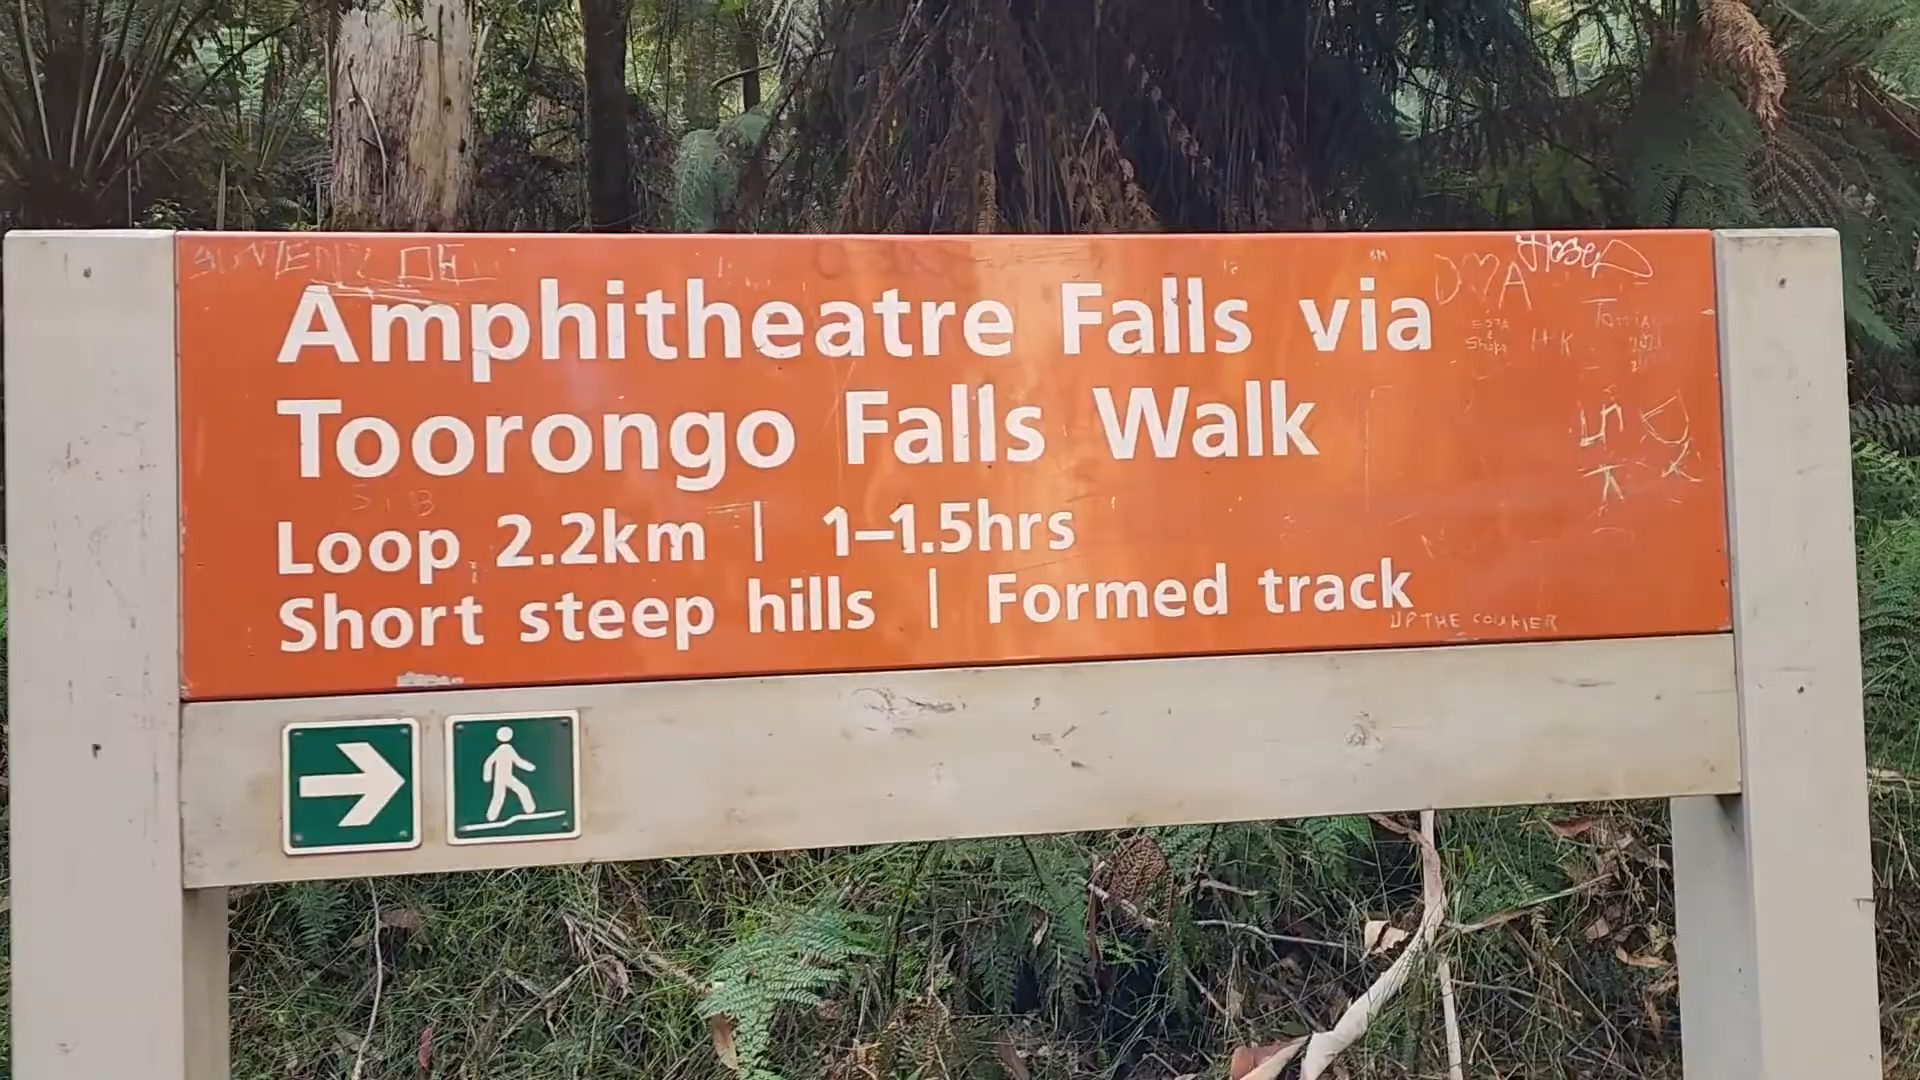 Amphitheatre Falls via
Toorongo Falls Walk
Loop 2.2km | 1–1.5hrs
Short steep hills | Formed track
D♡A
H+K
UP THE COURIER